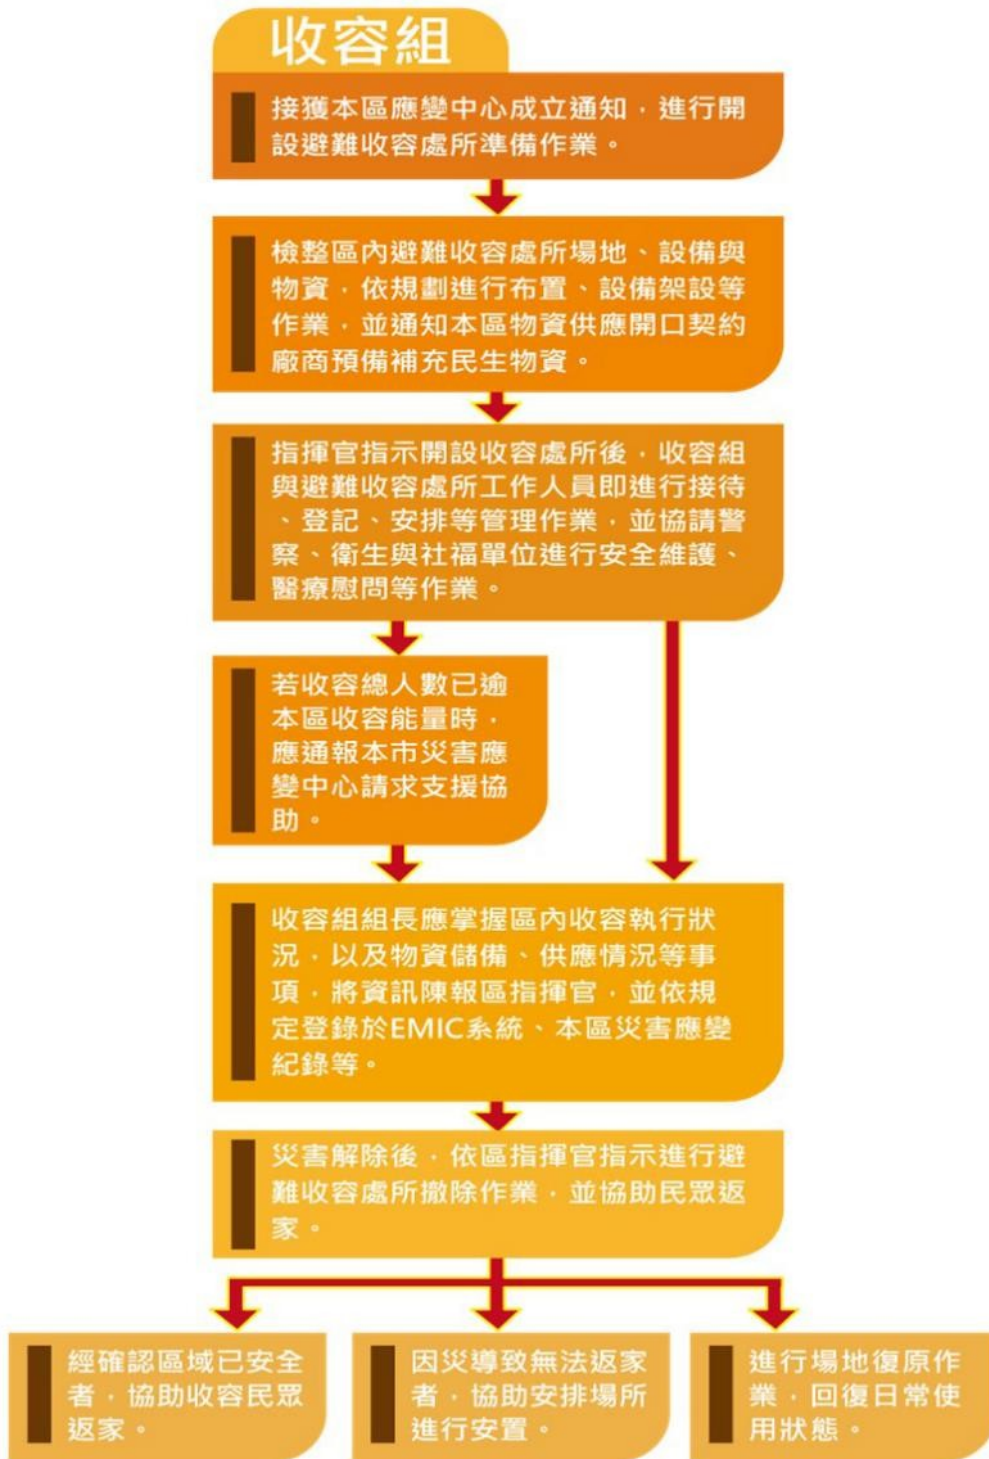 收容組
接獲本區應變中心成立通知，進行開
設避難收容處所準備作業。
檢整區內避難收容處所場地、設備與
物資，依規劃進行布置、設備架設等
作業，並通知本區物資供應開口契約
廠商預備補充民生物資。
指揮官指示開設收容處所後，收容組
與避難收容處所工作人員即進行接待
、登記、安排等管理作業，並協請警
察、衛生與社福單位進行安全維護、
醫療慰問等作業。
若收容總人數已逾
本區收容能量時，
應通報本市災害應
變中心請求支援協
助。
收容組組長應掌握區內收容執行狀
況，以及物資儲備、供應情況等事
項，將資訊陳報區指揮官，並依規
定登錄於EMIC系統、本區災害應變
紀錄等。
災害解除後，依區指揮官指示進行避
難收容處所撤除作業，並協助民眾返
家。
經確認區域已安全
者，協助收容民眾
返家。
因災導致無法返家
者，協助安排場所
進行安置。
進行場地復原作
業，回復日常使
用狀態。